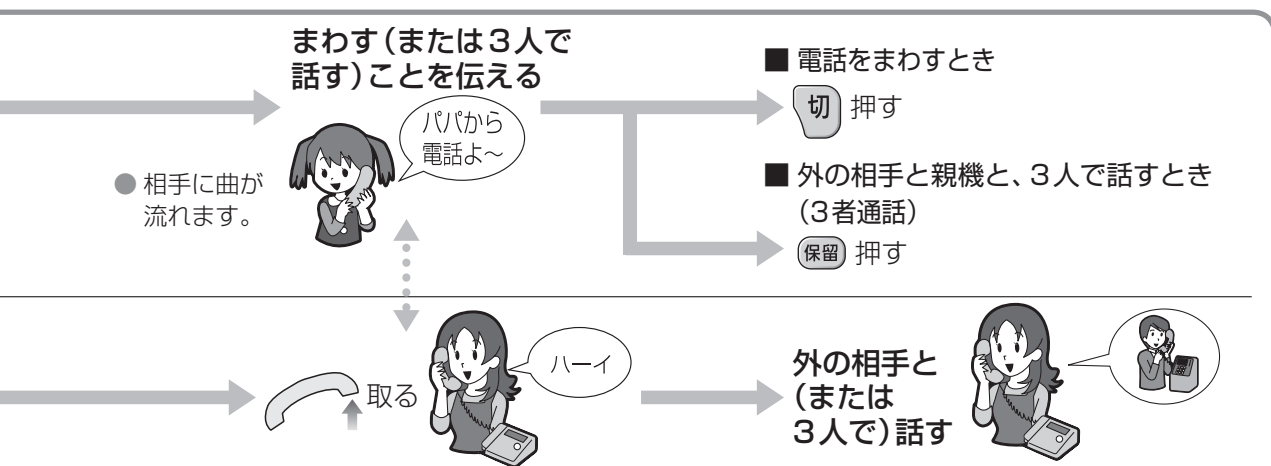 まわす（または3人で
話す）ことを伝える
パパから
電話よ～
● 相手に曲が
流れます。
■ 電話をまわすとき
切 押す
■ 外の相手と親機と、3人で話すとき
（3者通話）
保留 押す
取る
ハーイ
外の相手と
（または
3人で）話す